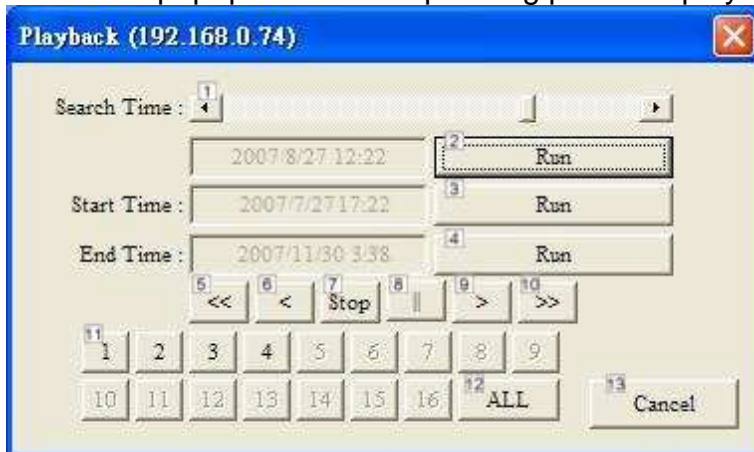 Playback (192.168.0.74)
1
Search Time :
2007/8/27 12:22 2 Run
Start Time : 2007/7/27 17:22 3 Run
End Time : 2007/11/30 3:38 4 Run
5 << 6 < 7 Stop 8 || 9 > 10 >>
11 1 2 3 4 5 6 7 8 9
10 11 12 13 14 15 16 12 ALL 13 Cancel